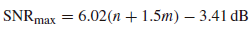 SNRmax = 6.02(n + 1.5m) – 3.41 dB